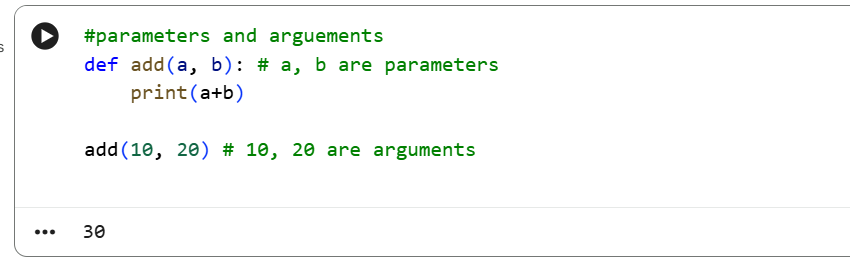 #parameters and arguements
s
def add(a, b): # a, b are parameters
    print(a+b)
add(10, 20) # 10, 20 are arguments
30